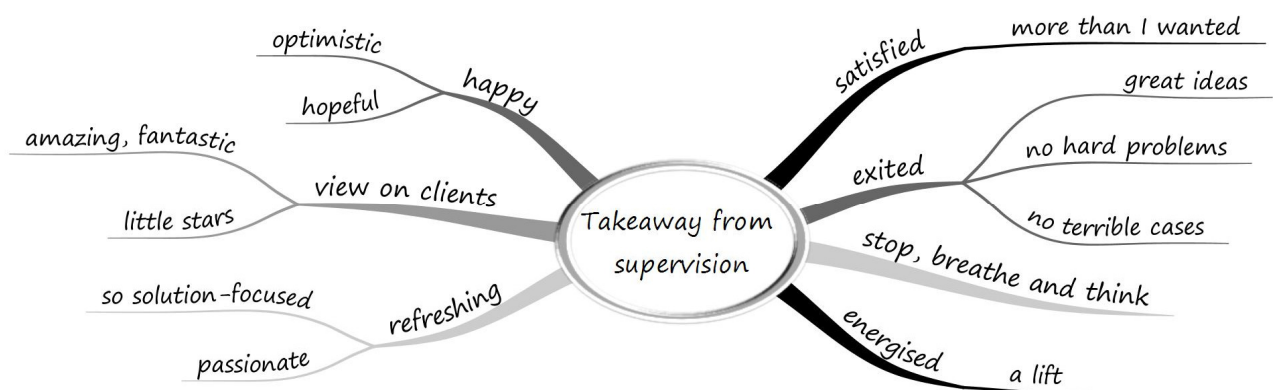 Takeaway from
supervision
satisfied
more than I wanted
exited
great ideas
no hard problems
no terrible cases
stop, breathe and think
energised
a lift
refreshing
so solution-focused
passionate
view on clients
amazing, fantastic
little stars
happy
optimistic
hopeful